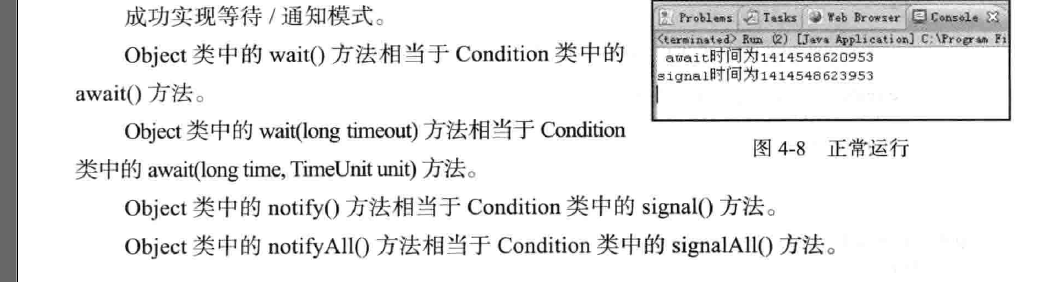 成功实现等待/通知模式。
Object 类中的 wait() 方法相当于 Condition 类中的
await() 方法。
Object 类中的 wait(long timeout) 方法相当于 Condition
类中的 await(long time, TimeUnit unit) 方法。
Problems Tasks Web Browser Console
<terminated> Run (2) [Java Application] C:\Program Fi
await时间为1414548620953
signal时间为1414548623953
图 4-8 正常运行
Object 类中的 notify() 方法相当于 Condition 类中的 signal() 方法。
Object 类中的 notifyAll() 方法相当于 Condition 类中的 signalAll() 方法。